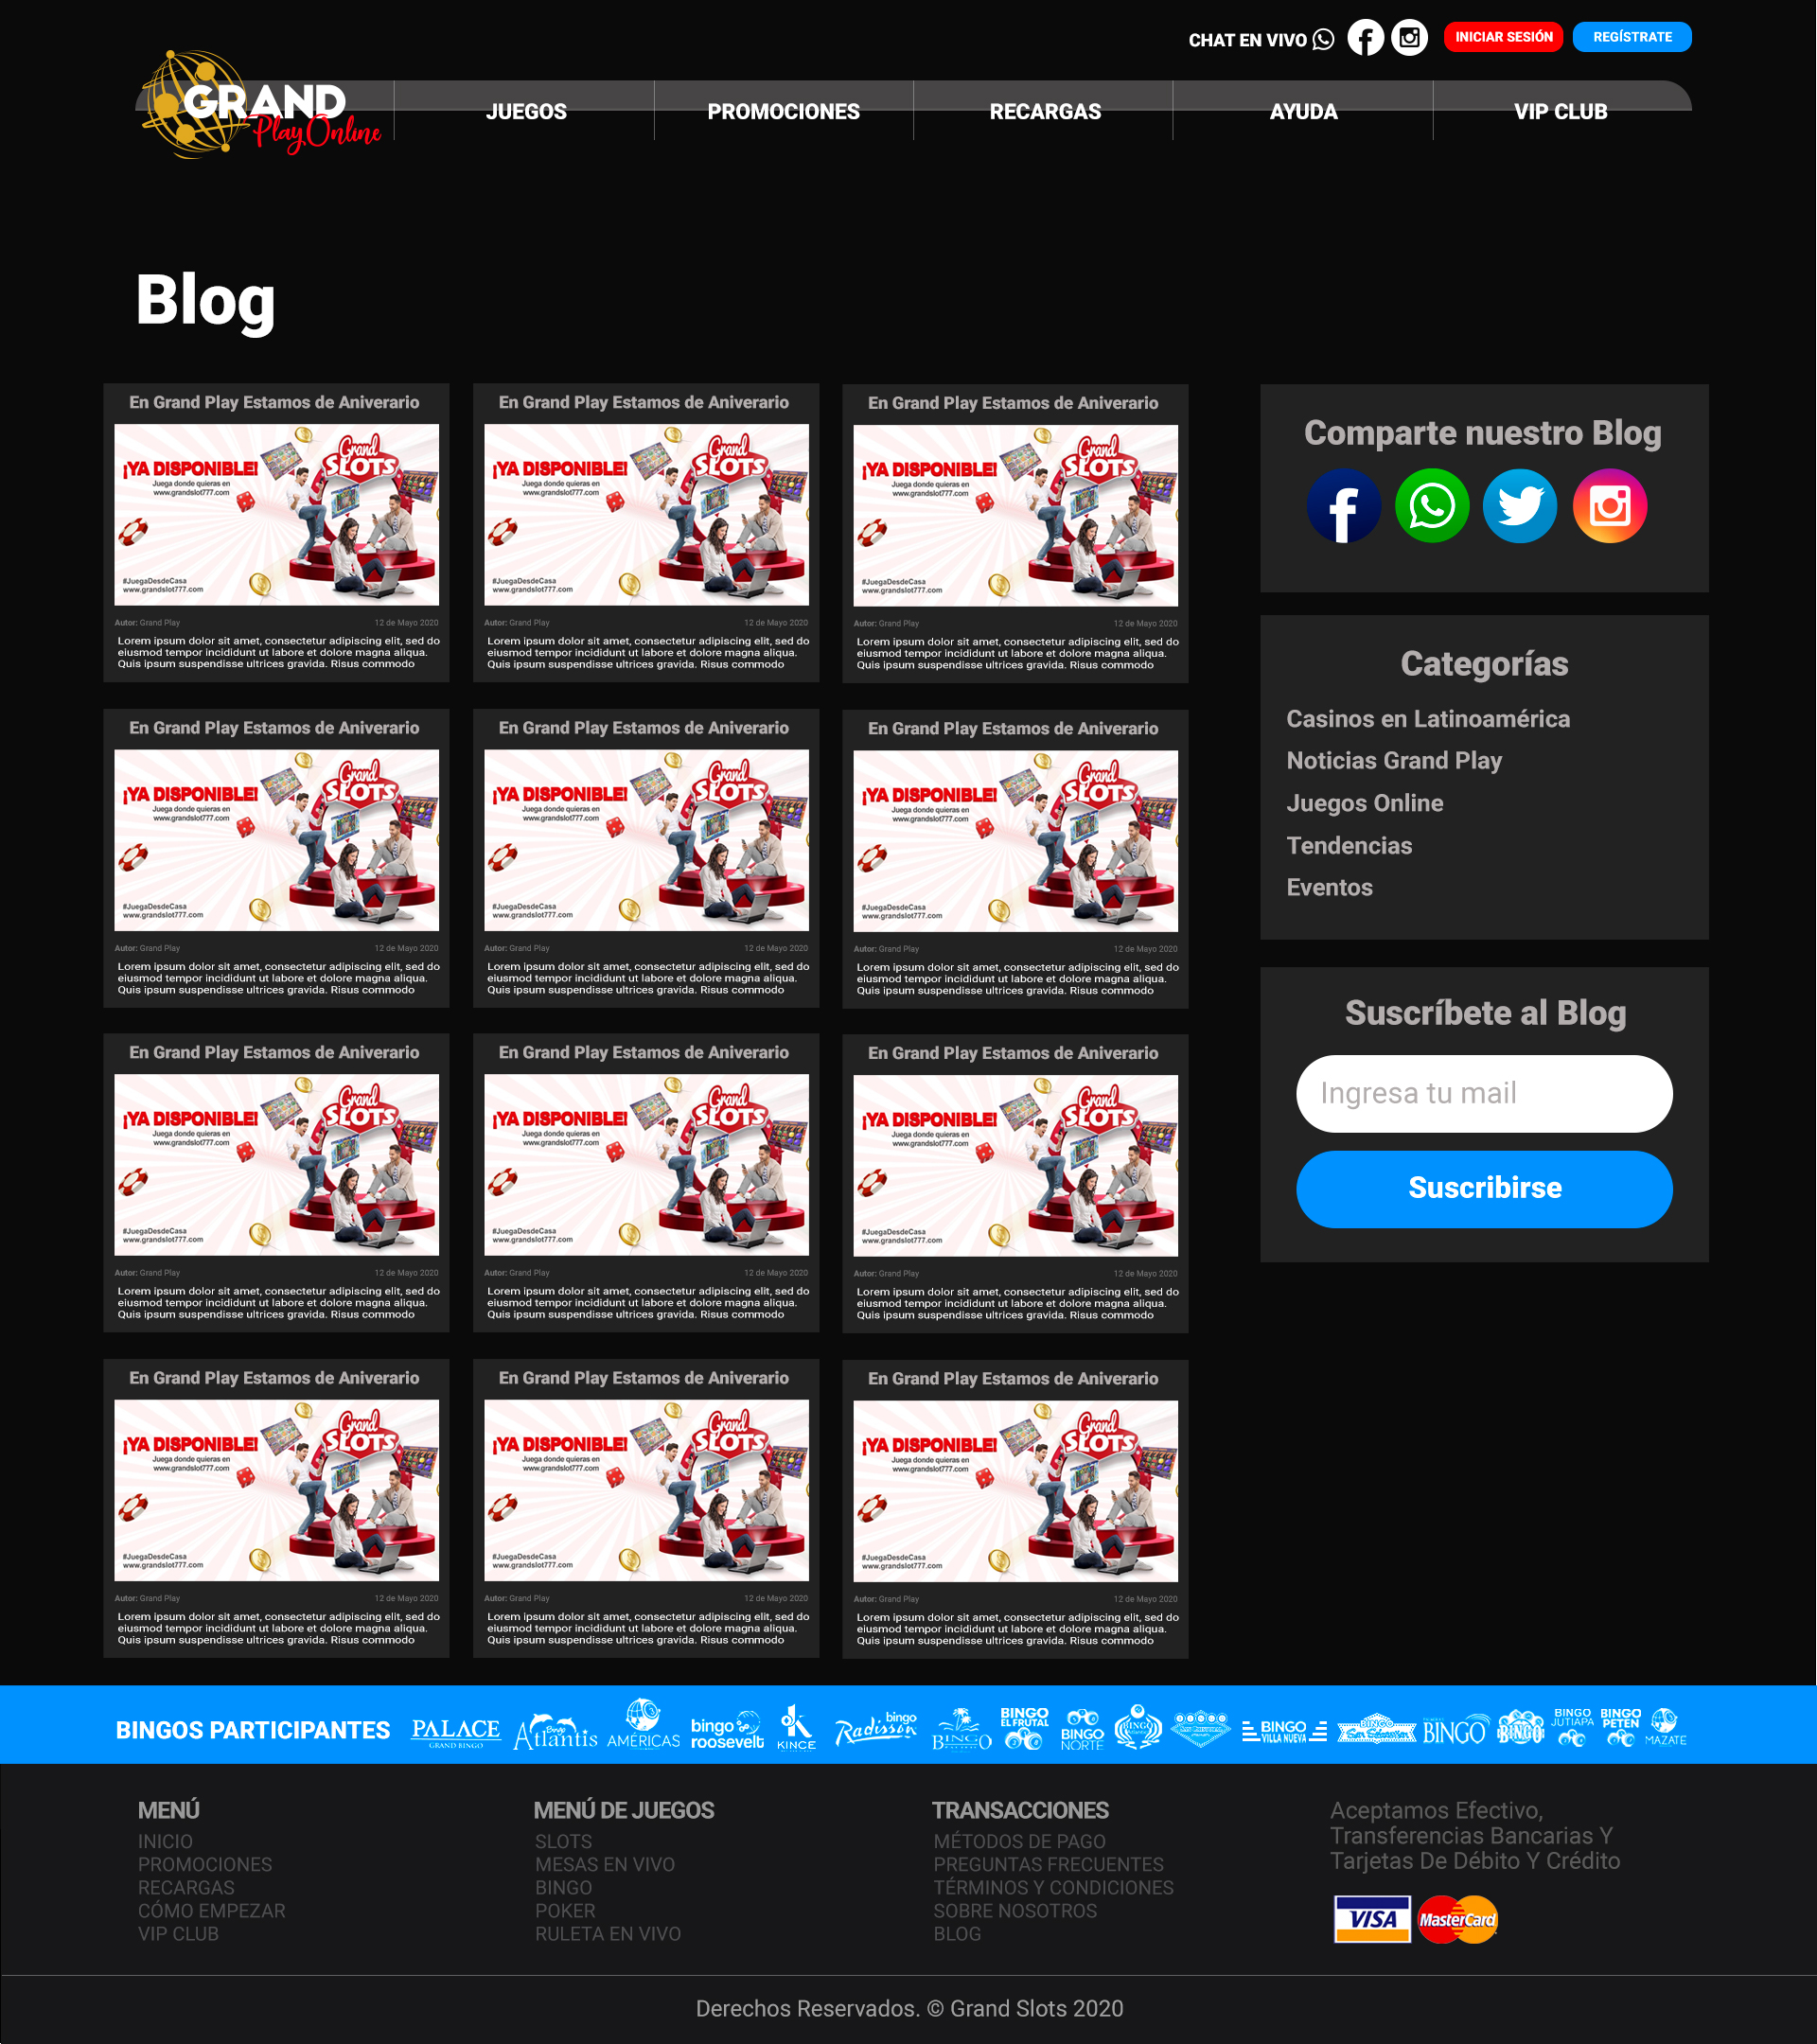 CHAT EN VIVO
INICIAR SESIÓN
REGÍSTRATE
GRAND
Play Online
JUEGOS
PROMOCIONES
RECARGAS
AYUDA
VIP CLUB
Blog
En Grand Play Estamos de Aniverario
¡YA DISPONIBLE!
Juega donde quieras en
www.grandslot777.com
Grand
SLOTS
#JuegaDesdeCasa
www.grandslot777.com
Autor: Grand Play
12 de Mayo 2020
Lorem ipsum dolor sit amet, consectetur adipiscing elit, sed do
eiusmod tempor incididunt ut labore et dolore magna aliqua.
Quis ipsum suspendisse ultrices gravida. Risus commodo
En Grand Play Estamos de Aniverario
¡YA DISPONIBLE!
Juega donde quieras en
www.grandslot777.com
Grand
SLOTS
#JuegaDesdeCasa
www.grandslot777.com
Autor: Grand Play
12 de Mayo 2020
Lorem ipsum dolor sit amet, consectetur adipiscing elit, sed do
eiusmod tempor incididunt ut labore et dolore magna aliqua.
Quis ipsum suspendisse ultrices gravida. Risus commodo
En Grand Play Estamos de Aniverario
¡YA DISPONIBLE!
Juega donde quieras en
www.grandslot777.com
Grand
SLOTS
#JuegaDesdeCasa
www.grandslot777.com
Autor: Grand Play
12 de Mayo 2020
Lorem ipsum dolor sit amet, consectetur adipiscing elit, sed do
eiusmod tempor incididunt ut labore et dolore magna aliqua.
Quis ipsum suspendisse ultrices gravida. Risus commodo
En Grand Play Estamos de Aniverario
¡YA DISPONIBLE!
Juega donde quieras en
www.grandslot777.com
Grand
SLOTS
#JuegaDesdeCasa
www.grandslot777.com
Autor: Grand Play
12 de Mayo 2020
Lorem ipsum dolor sit amet, consectetur adipiscing elit, sed do
eiusmod tempor incididunt ut labore et dolore magna aliqua.
Quis ipsum suspendisse ultrices gravida. Risus commodo
En Grand Play Estamos de Aniverario
¡YA DISPONIBLE!
Juega donde quieras en
www.grandslot777.com
Grand
SLOTS
#JuegaDesdeCasa
www.grandslot777.com
Autor: Grand Play
12 de Mayo 2020
Lorem ipsum dolor sit amet, consectetur adipiscing elit, sed do
eiusmod tempor incididunt ut labore et dolore magna aliqua.
Quis ipsum suspendisse ultrices gravida. Risus commodo
En Grand Play Estamos de Aniverario
¡YA DISPONIBLE!
Juega donde quieras en
www.grandslot777.com
Grand
SLOTS
#JuegaDesdeCasa
www.grandslot777.com
Autor: Grand Play
12 de Mayo 2020
Lorem ipsum dolor sit amet, consectetur adipiscing elit, sed do
eiusmod tempor incididunt ut labore et dolore magna aliqua.
Quis ipsum suspendisse ultrices gravida. Risus commodo
En Grand Play Estamos de Aniverario
¡YA DISPONIBLE!
Juega donde quieras en
www.grandslot777.com
Grand
SLOTS
#JuegaDesdeCasa
www.grandslot777.com
Autor: Grand Play
12 de Mayo 2020
Lorem ipsum dolor sit amet, consectetur adipiscing elit, sed do
eiusmod tempor incididunt ut labore et dolore magna aliqua.
Quis ipsum suspendisse ultrices gravida. Risus commodo
En Grand Play Estamos de Aniverario
¡YA DISPONIBLE!
Juega donde quieras en
www.grandslot777.com
Grand
SLOTS
#JuegaDesdeCasa
www.grandslot777.com
Autor: Grand Play
12 de Mayo 2020
Lorem ipsum dolor sit amet, consectetur adipiscing elit, sed do
eiusmod tempor incididunt ut labore et dolore magna aliqua.
Quis ipsum suspendisse ultrices gravida. Risus commodo
En Grand Play Estamos de Aniverario
¡YA DISPONIBLE!
Juega donde quieras en
www.grandslot777.com
Grand
SLOTS
#JuegaDesdeCasa
www.grandslot777.com
Autor: Grand Play
12 de Mayo 2020
Lorem ipsum dolor sit amet, consectetur adipiscing elit, sed do
eiusmod tempor incididunt ut labore et dolore magna aliqua.
Quis ipsum suspendisse ultrices gravida. Risus commodo
En Grand Play Estamos de Aniverario
¡YA DISPONIBLE!
Juega donde quieras en
www.grandslot777.com
Grand
SLOTS
#JuegaDesdeCasa
www.grandslot777.com
Autor: Grand Play
12 de Mayo 2020
Lorem ipsum dolor sit amet, consectetur adipiscing elit, sed do
eiusmod tempor incididunt ut labore et dolore magna aliqua.
Quis ipsum suspendisse ultrices gravida. Risus commodo
En Grand Play Estamos de Aniverario
¡YA DISPONIBLE!
Juega donde quieras en
www.grandslot777.com
Grand
SLOTS
#JuegaDesdeCasa
www.grandslot777.com
Autor: Grand Play
12 de Mayo 2020
Lorem ipsum dolor sit amet, consectetur adipiscing elit, sed do
eiusmod tempor incididunt ut labore et dolore magna aliqua.
Quis ipsum suspendisse ultrices gravida. Risus commodo
En Grand Play Estamos de Aniverario
¡YA DISPONIBLE!
Juega donde quieras en
www.grandslot777.com
Grand
SLOTS
#JuegaDesdeCasa
www.grandslot777.com
Autor: Grand Play
12 de Mayo 2020
Lorem ipsum dolor sit amet, consectetur adipiscing elit, sed do
eiusmod tempor incididunt ut labore et dolore magna aliqua.
Quis ipsum suspendisse ultrices gravida. Risus commodo
Comparte nuestro Blog
Categorías
Casinos en Latinoamérica
Noticias Grand Play
Juegos Online
Tendencias
Eventos
Suscríbete al Blog
Ingresa tu mail
Suscribirse
BINGOS PARTICIPANTES
PALACE
GRAND BINGO
Bingo
Atlantis
AMÉRICAS
bingo
roosevelt
KINCE
bingo
Radisson
BINGO
BINGO
EL FRUTAL
BINGO
NORTE
BINGO
BINGO
VILLA NUEVA
BINGO
BINGO
BINGO
BINGO
JUTIAPA
BINGO
PETEN
MAZATE
MENÚ
INICIO
PROMOCIONES
RECARGAS
CÓMO EMPEZAR
VIP CLUB
MENÚ DE JUEGOS
SLOTS
MESAS EN VIVO
BINGO
POKER
RULETA EN VIVO
TRANSACCIONES
MÉTODOS DE PAGO
PREGUNTAS FRECUENTES
TÉRMINOS Y CONDICIONES
SOBRE NOSOTROS
BLOG
Aceptamos Efectivo,
Transferencias Bancarias Y
Tarjetas De Débito Y Crédito
VISA
MasterCard
Derechos Reservados. © Grand Slots 2020